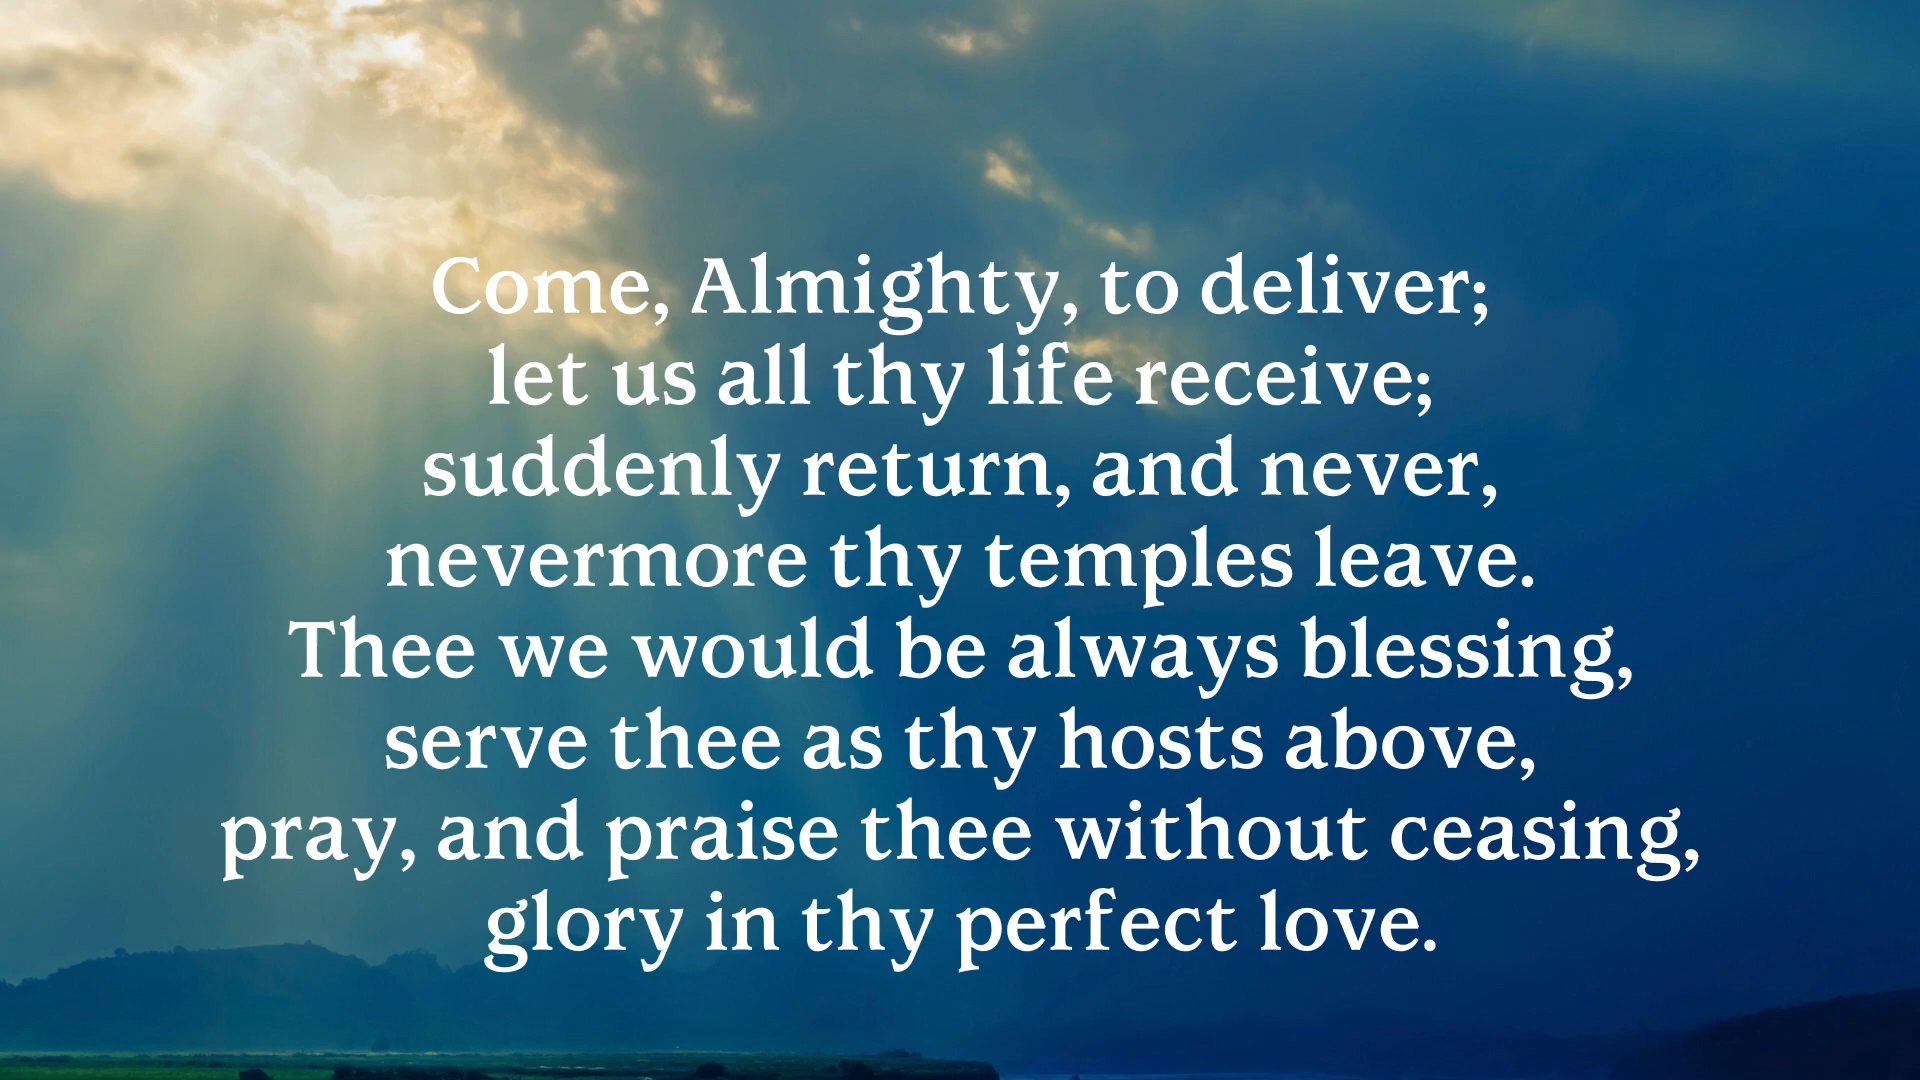 Come, Almighty, to deliver;
let us all thy life receive;
suddenly return, and never,
nevermore thy temples leave.
Thee we would be always blessing,
serve thee as thy hosts above,
pray, and praise thee without ceasing,
glory in thy perfect love.